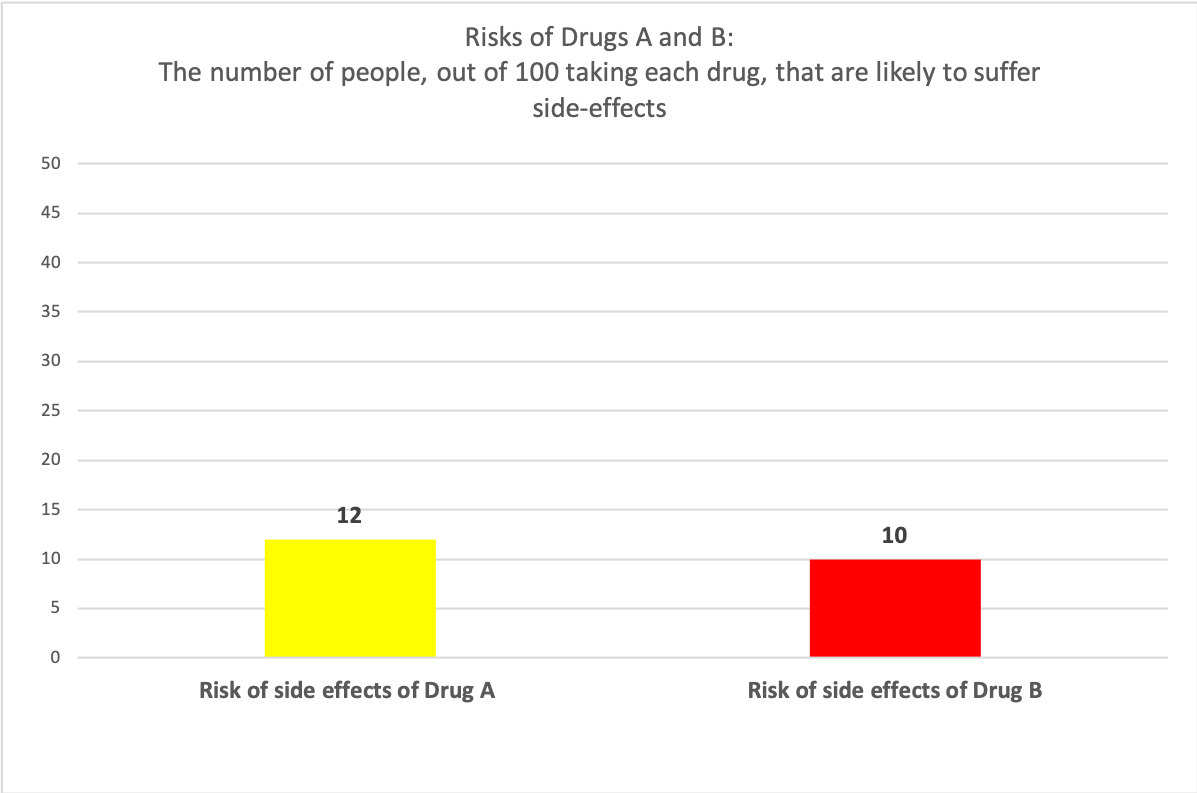 Risks of Drugs A and B:
The number of people, out of 100 taking each drug, that are likely to suffer
side-effects
50
45
40
35
30
25
20
15
12
10
10
5
0
Risk of side effects of Drug A
Risk of side effects of Drug B